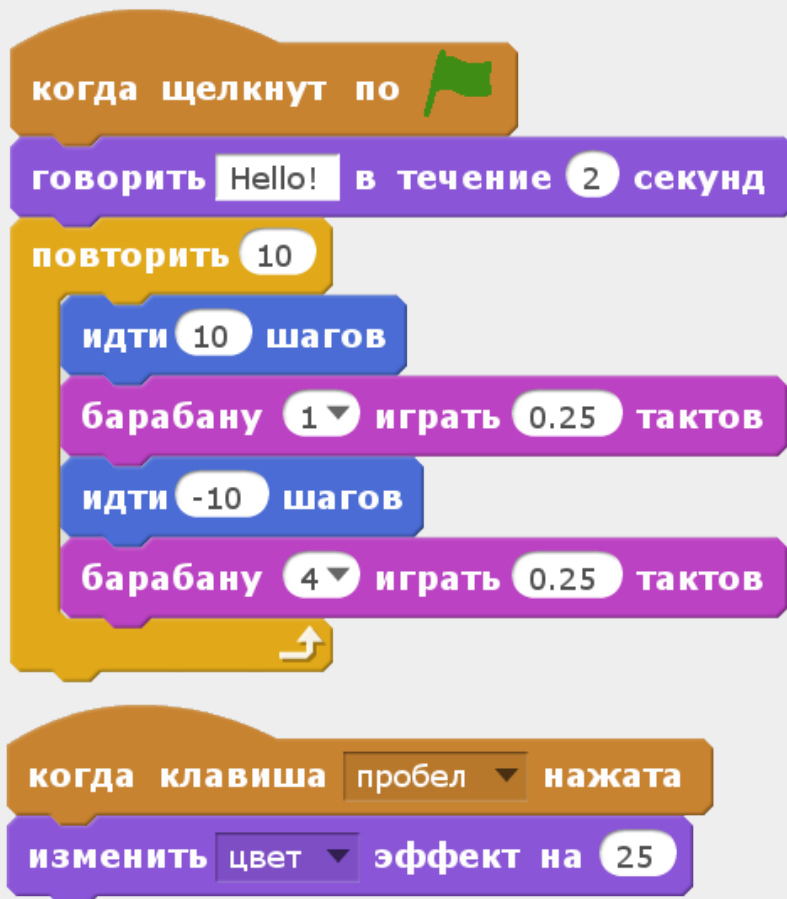 когда щелкнут по
говорить Hello! в течение 2 секунд
повторить 10
идти 10 шагов
барабану 1 играть 0.25 тактов
идти -10 шагов
барабану 4 играть 0.25 тактов
когда клавиша пробел нажата
изменить цвет эффект на 25